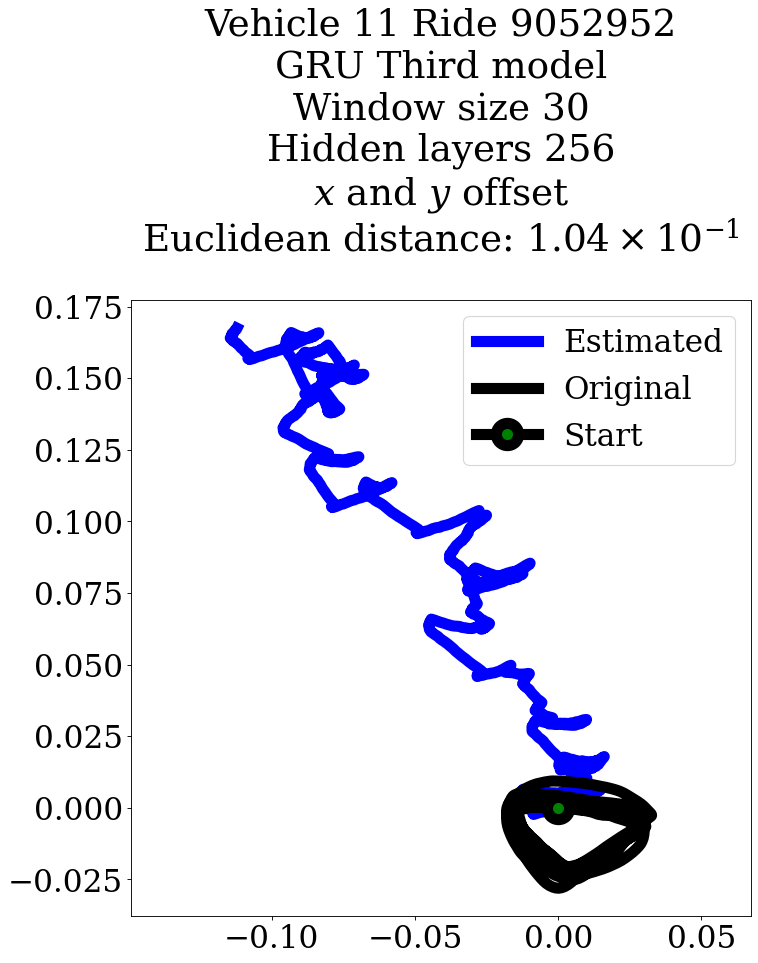 Vehicle 11 Ride 9052952
GRU Third model
Window size 30
Hidden layers 256
x and y offset
Euclidean distance: 1.04 × 10⁻¹
Estimated
Original
Start
0.175
0.150
0.125
0.100
0.075
0.050
0.025
0.000
−0.025
−0.10
−0.05
0.00
0.05